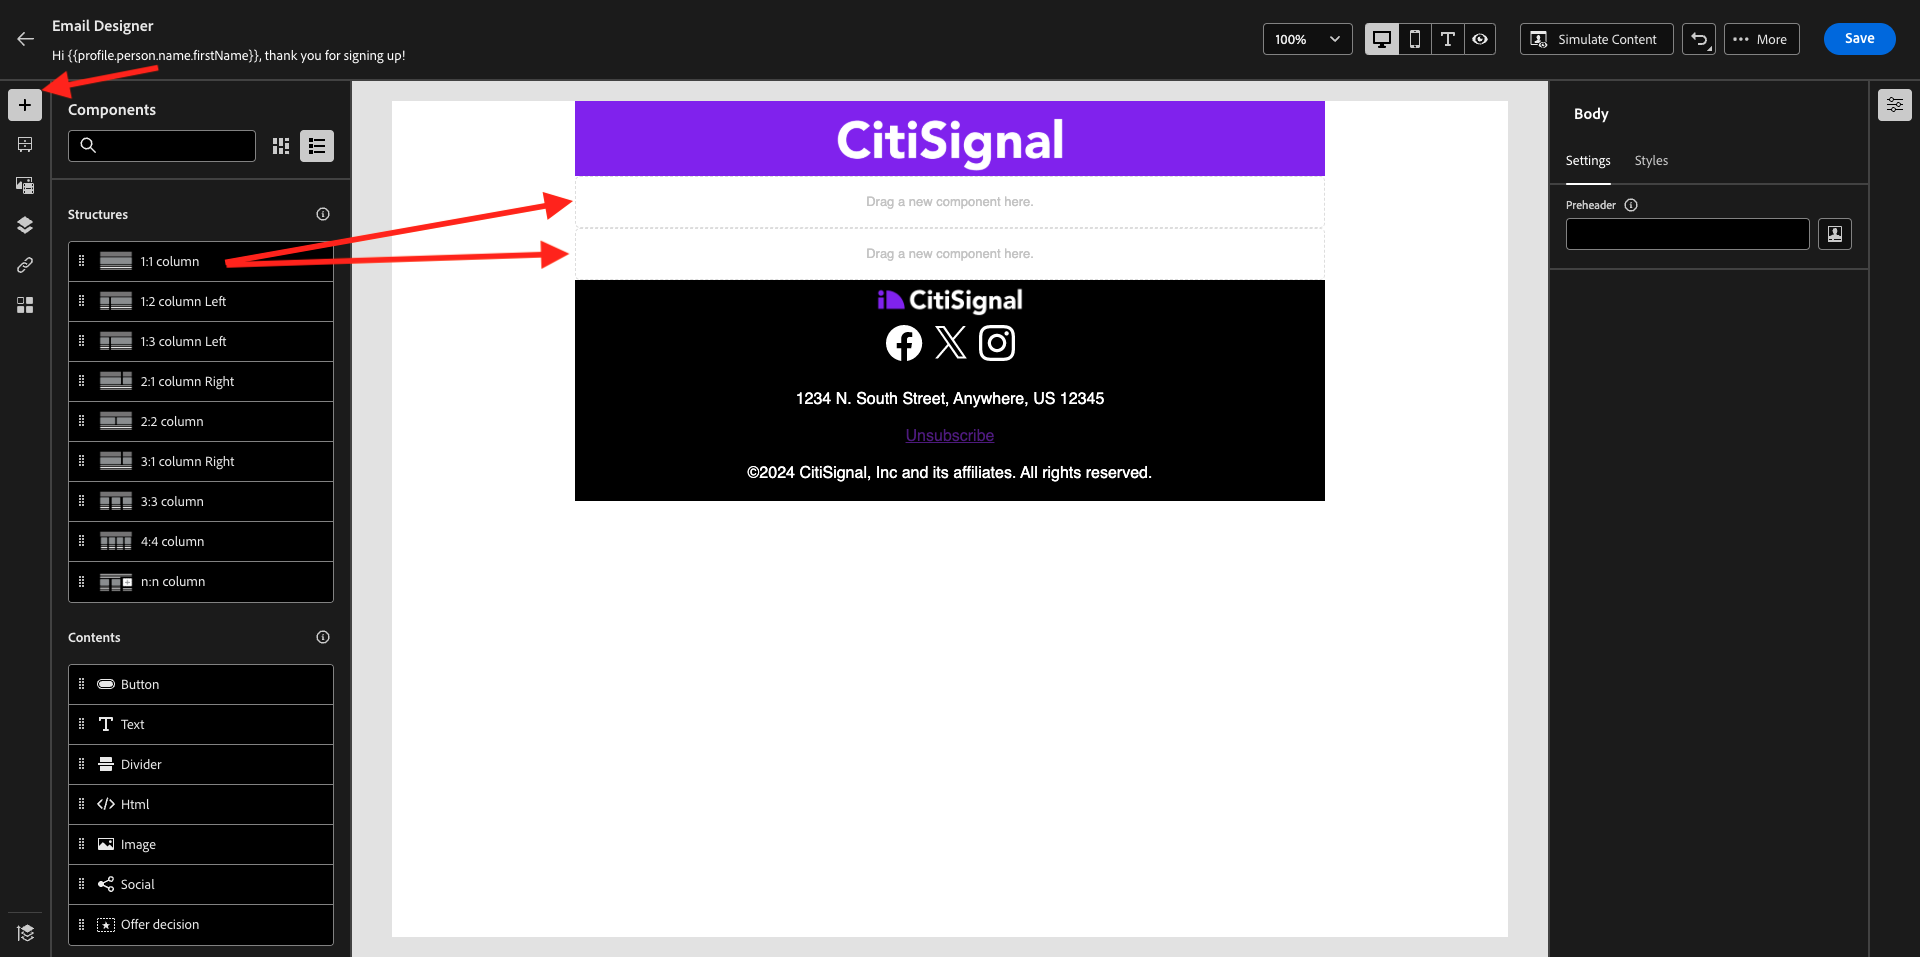 Email Designer
Hi {{profile.person.name.firstName}}, thank you for signing up!
100%
Simulate Content
More
Save
Components
Structures
1:1 column
1:2 column Left
1:3 column Left
2:1 column Right
2:2 column
3:1 column Right
3:3 column
4:4 column
n:n column
Contents
Button
Text
Divider
Html
Image
Social
Offer decision
CitiSignal
Drag a new component here.
Drag a new component here.
CitiSignal
1234 N. South Street, Anywhere, US 12345
Unsubscribe
©2024 CitiSignal, Inc and its affiliates. All rights reserved.
Body
Settings Styles
Preheader